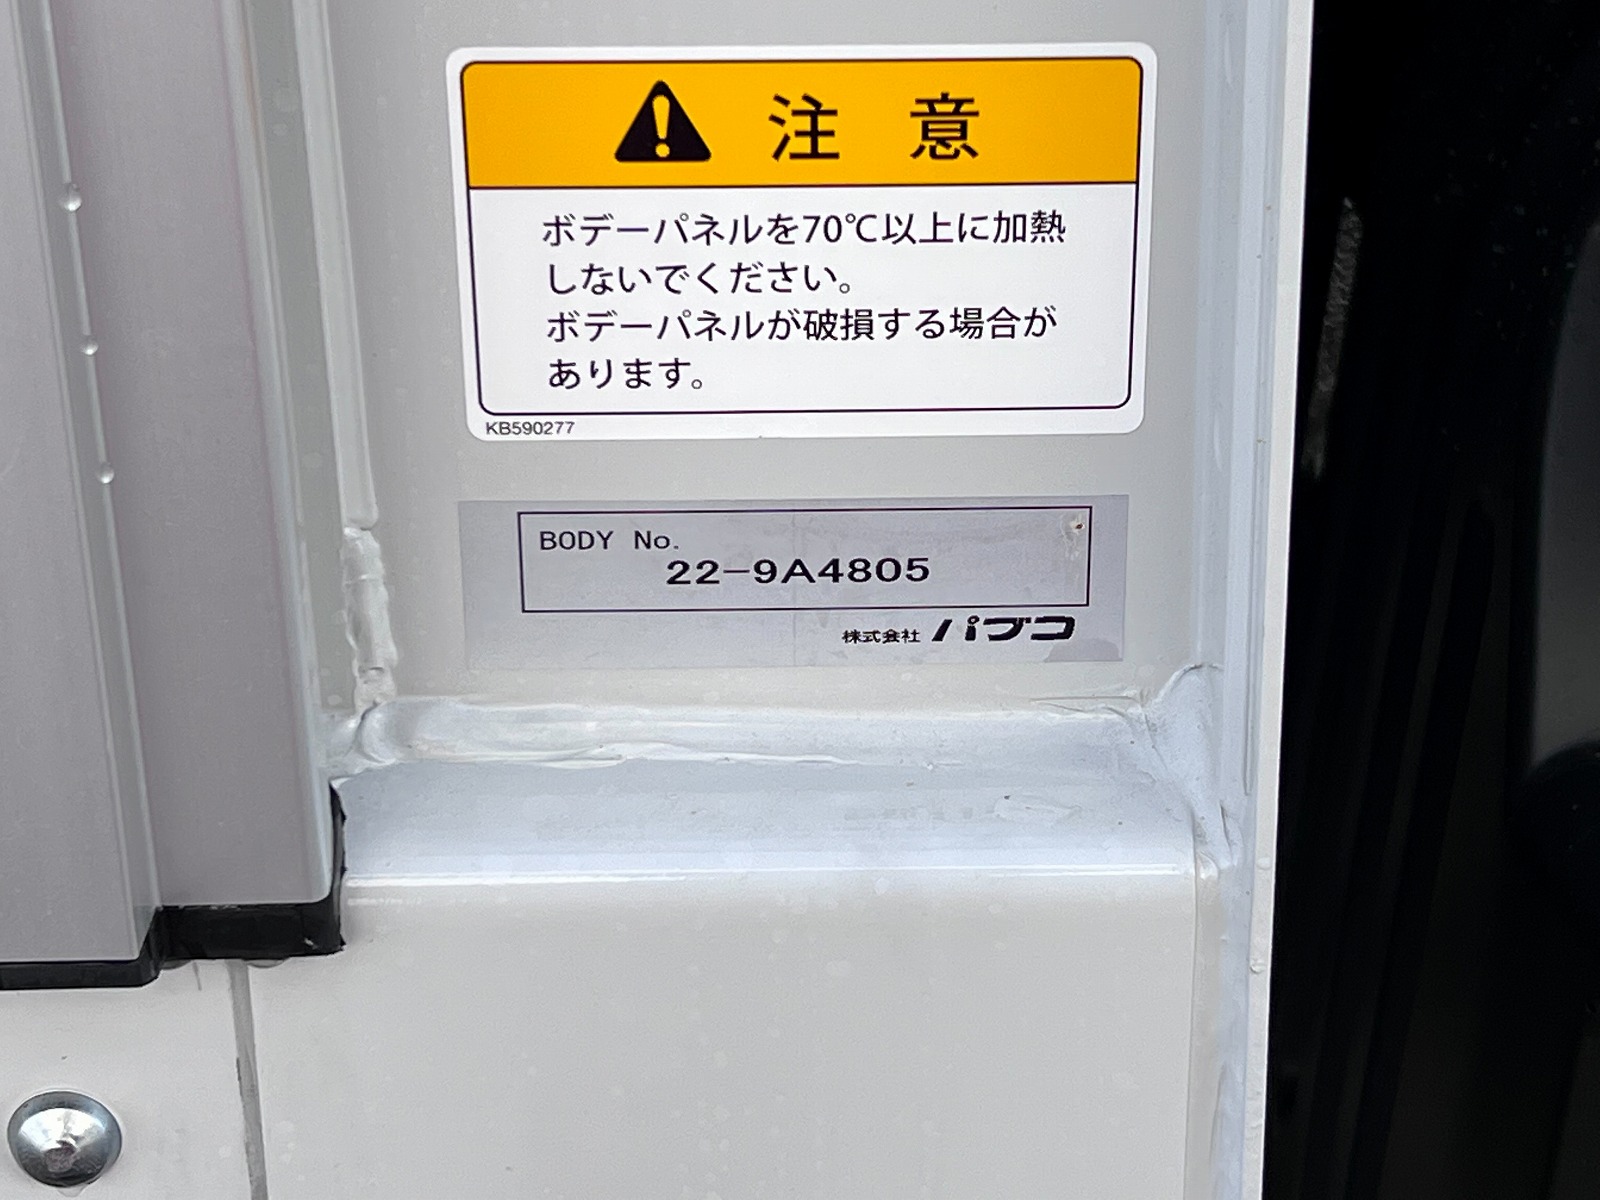 注 意
ボデーパネルを70℃以上に加熱
しないでください。
ボデーパネルが破損する場合が
あります。
KB590277
BODY No.
22-9A4805
株式会社 パブコ